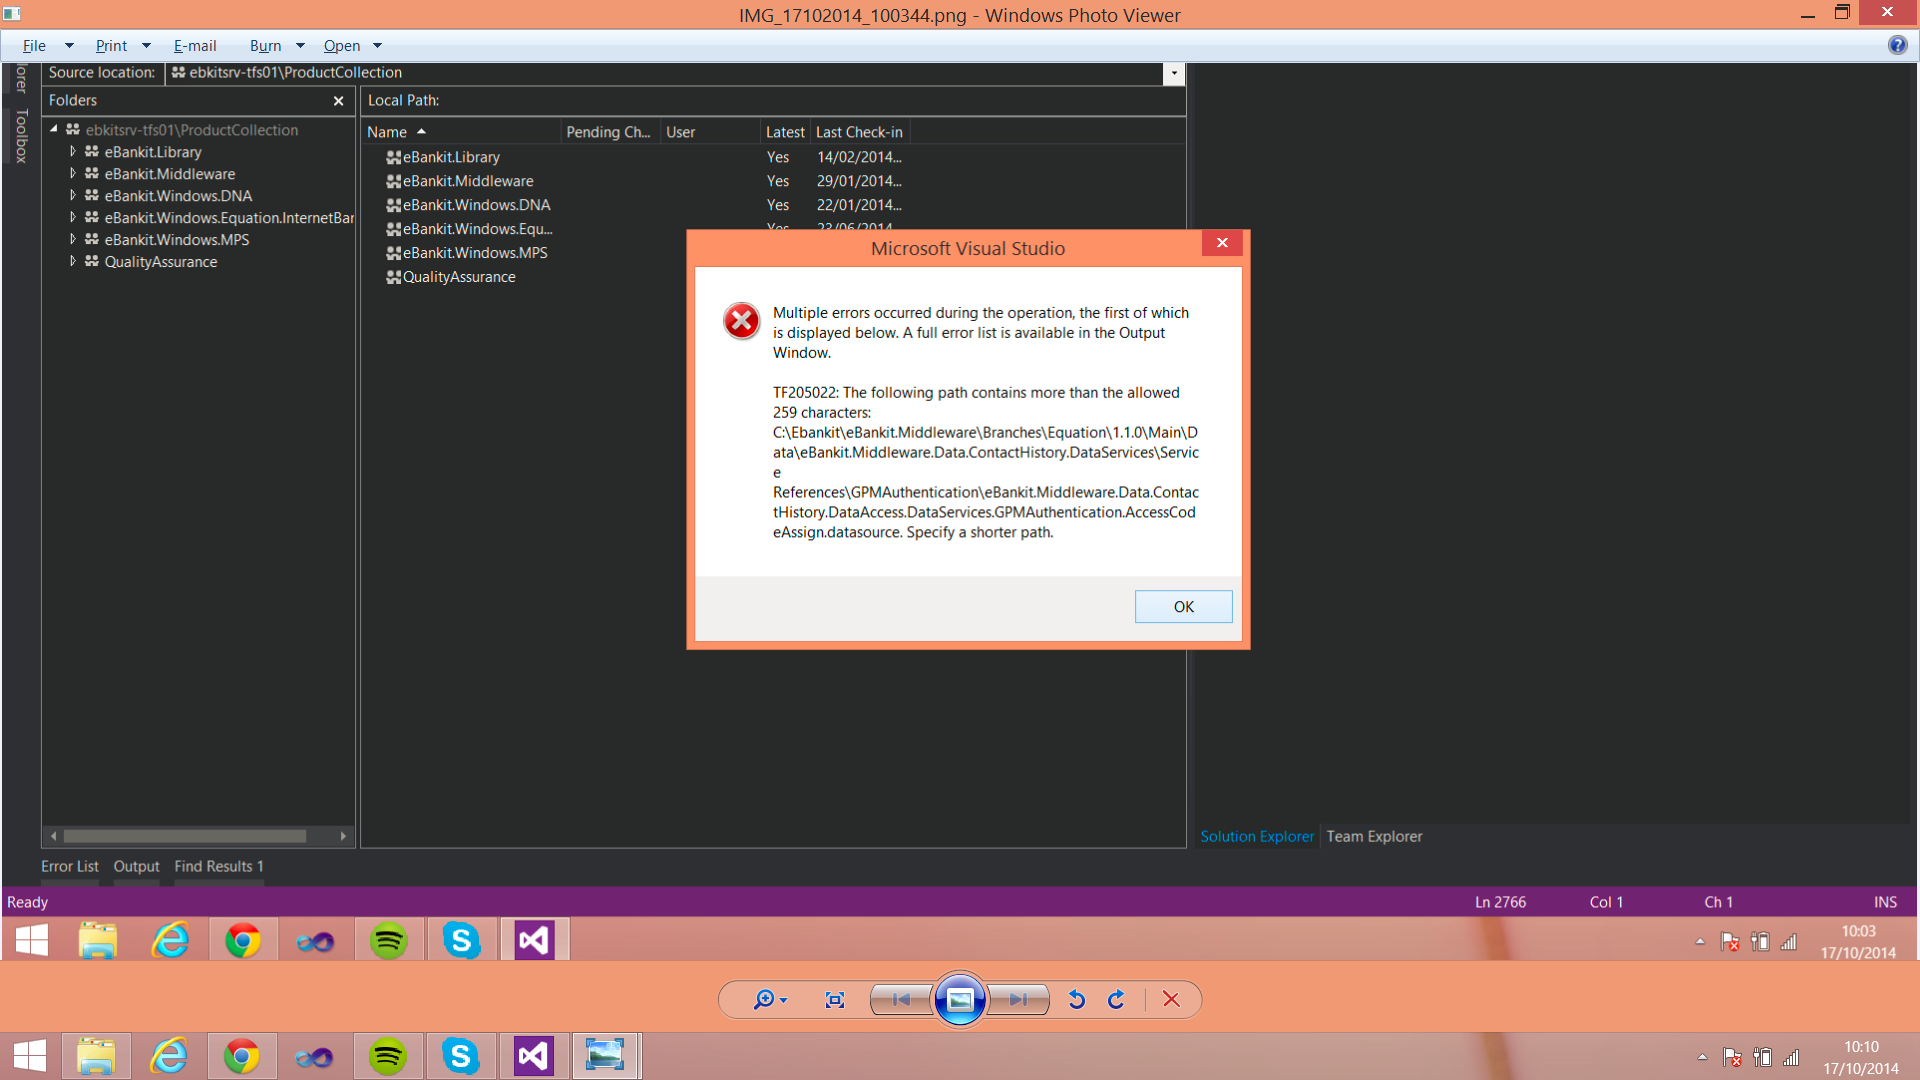 IMG_17102014_100344.png - Windows Photo Viewer
File Print E-mail Burn Open
Source location: ebkitsrv-tfs01\ProductCollection
Toolbox
Folders
Local Path:
ebkitsrv-tfs01\ProductCollection
eBankit.Library
eBankit.Middleware
eBankit.Windows.DNA
eBankit.Windows.Equation.InternetBar
eBankit.Windows.MPS
QualityAssurance
Name Pending Ch... User Latest Last Check-in
eBankit.Library Yes 14/02/2014...
eBankit.Middleware Yes 29/01/2014...
eBankit.Windows.DNA Yes 22/01/2014...
eBankit.Windows.Equ... Yes 23/06/2014
eBankit.Windows.MPS
QualityAssurance
Microsoft Visual Studio
Multiple errors occurred during the operation, the first of which
is displayed below. A full error list is available in the Output
Window.
TF205022: The following path contains more than the allowed
259 characters:
C:\Ebankit\eBankit.Middleware\Branches\Equation\1.1.0\Main\D
ata\eBankit.Middleware.Data.ContactHistory.DataServices\Servic
e
References\GPMAuthentication\eBankit.Middleware.Data.Contac
tHistory.DataAccess.DataServices.GPMAuthentication.AccessCod
eAssign.datasource. Specify a shorter path.
OK
Solution Explorer Team Explorer
Error List Output Find Results 1
Ready Ln 2766 Col 1 Ch 1 INS
10:03
17/10/2014
10:10
17/10/2014